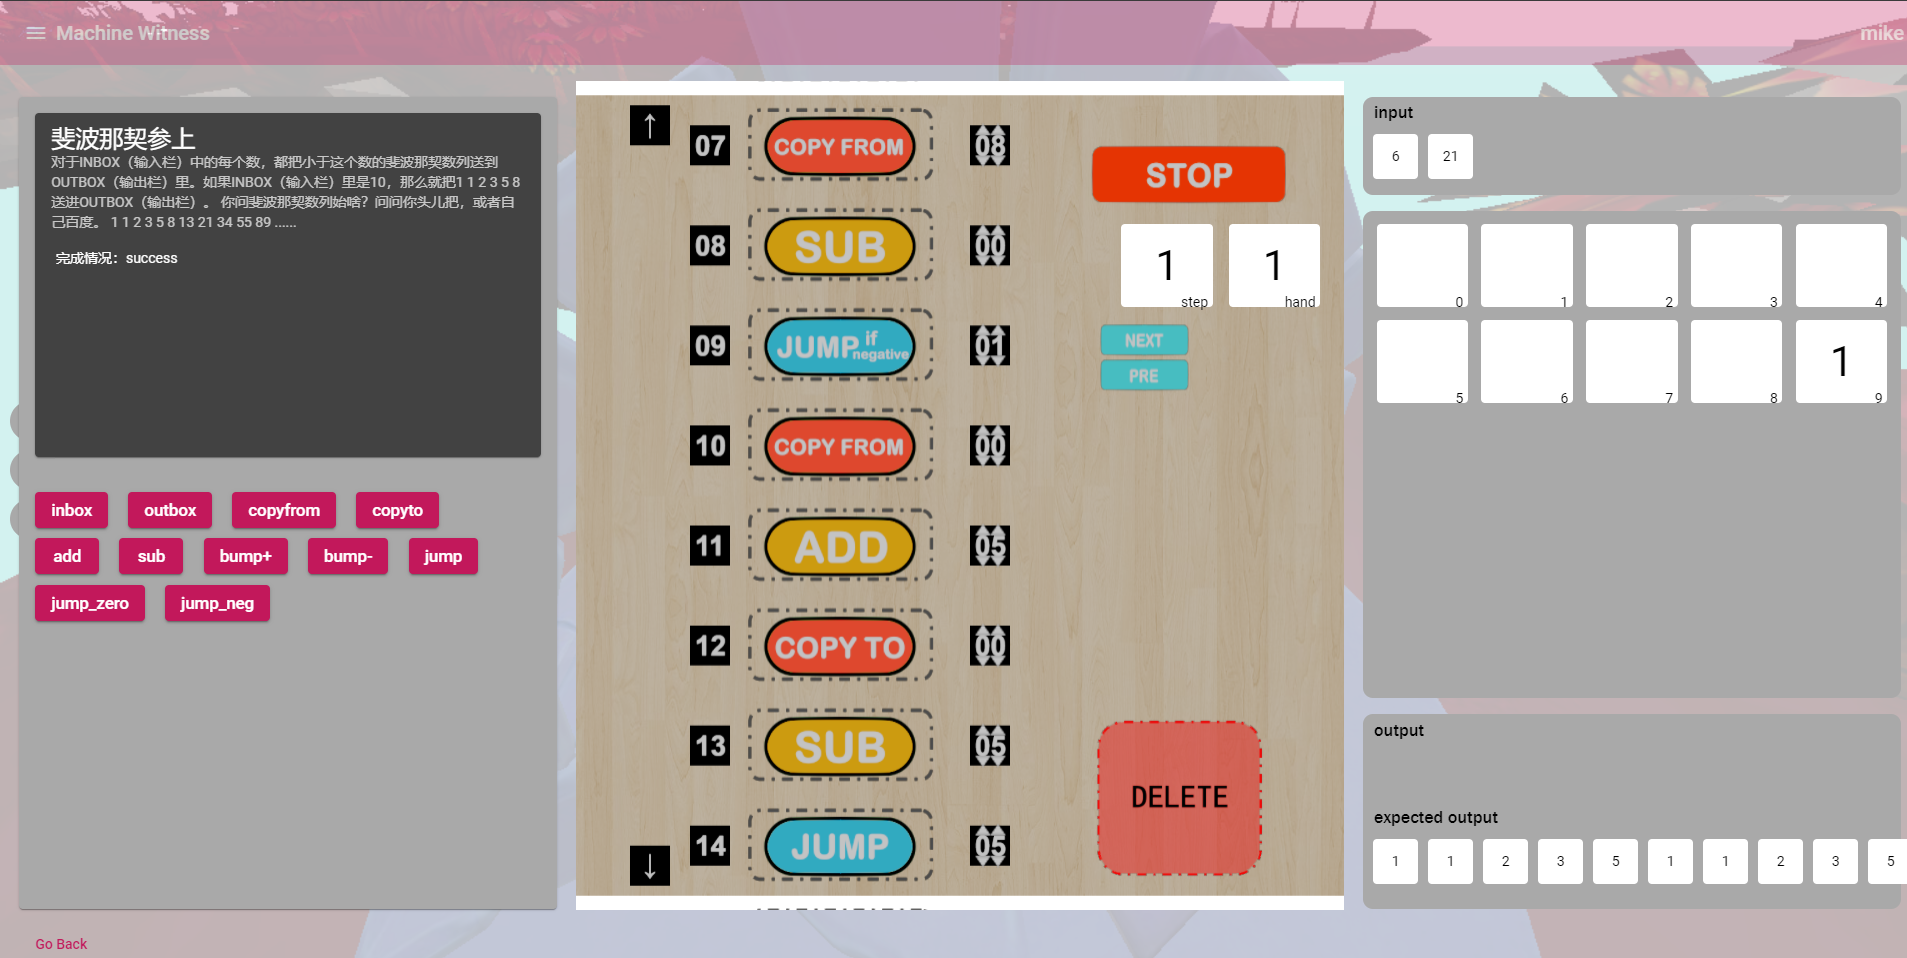 Machine Witness
mike
斐波那契参上
对于INBOX（输入栏）中的每个数，都把小于这个数的斐波那契数列送到
OUTBOX（输出栏）里。如果INBOX（输入栏）里是10，那么就把1 1 2 3 5 8
送进OUTBOX（输出栏）。 你问斐波那契数列始啥？问问你头儿把，或者自
己百度。 1 1 2 3 5 8 13 21 34 55 89 ......
完成情况：success
inbox outbox copyfrom copyto
add sub bump+ bump- jump
jump_zero jump_neg
Go Back
↑
07 COPY FROM 08
08 SUB 00
09 JUMP if negative 01
10 COPY FROM 00
11 ADD 05
12 COPY TO 00
13 SUB 05
14 JUMP 05
↓
STOP
1 step 1 hand
NEXT
PRE
DELETE
input
6 21
0 1 2 3 4
1
5 6 7 8 9
output
expected output
1 1 2 3 5 1 1 2 3 5